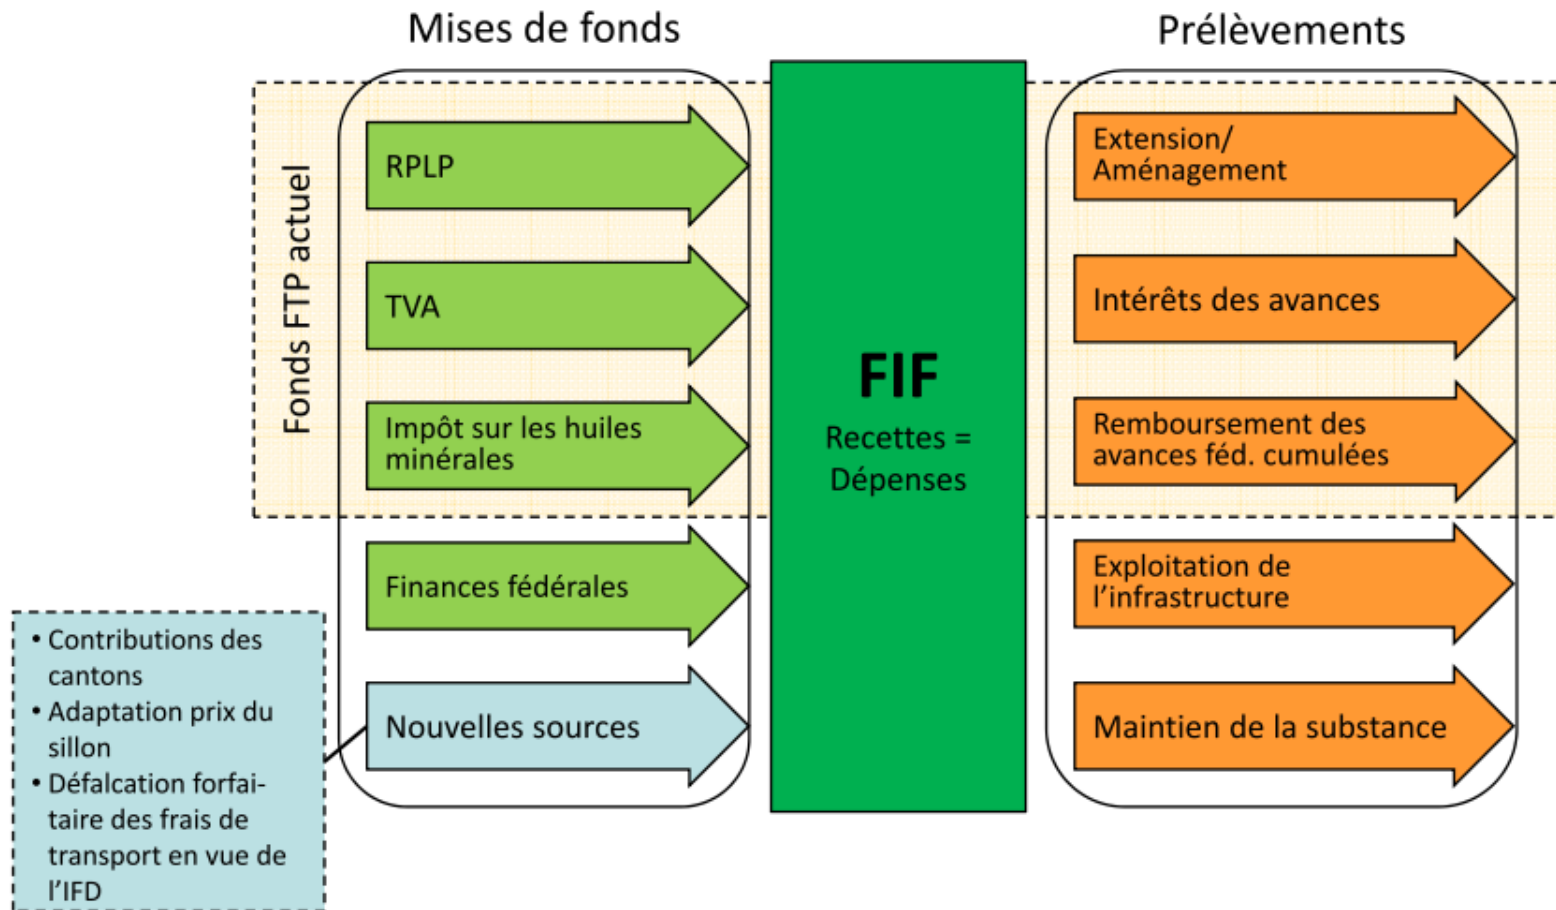 Mises de fonds
Prélèvements
Fonds FTP actuel
RPLP
TVA
Impôt sur les huiles
minérales
Finances fédérales
Nouvelles sources
• Contributions des
cantons
• Adaptation prix du
sillon
• Défalcation forfai-
taire des frais de
transport en vue de
l'IFD
FIF
Recettes =
Dépenses
Extension/
Aménagement
Intérêts des avances
Remboursement des
avances féd. cumulées
Exploitation de
l'infrastructure
Maintien de la substance